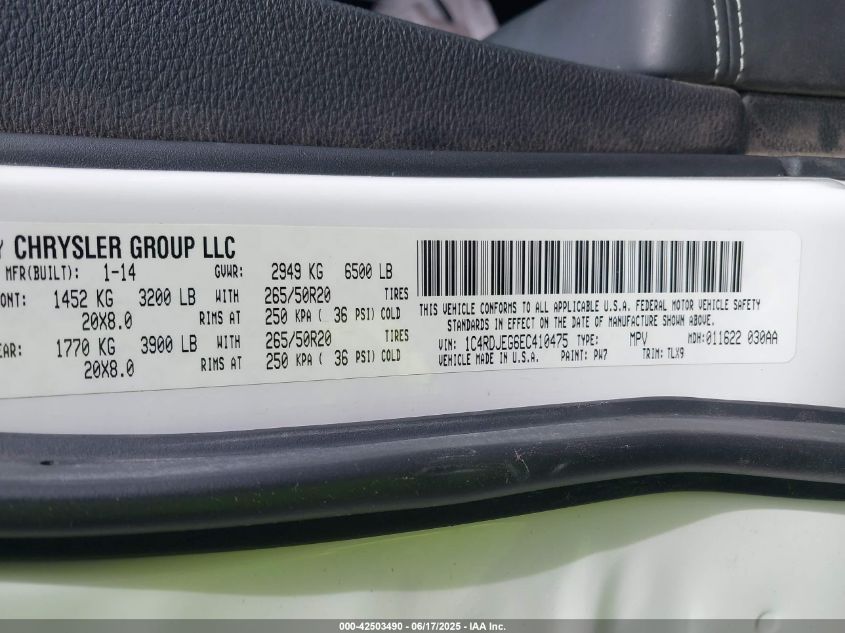 CHRYSLER GROUP LLC
MFR(BUILT): 1-14 GVWR: 2949 KG 6500 LB
ONT: 1452 KG 3200 LB WITH 265/50R20 TIRES
20X8.0 RIMS AT 250 KPA ( 36 PSI) COLD
EAR: 1770 KG 3900 LB WITH 265/50R20 TIRES
20X8.0 RIMS AT 250 KPA ( 36 PSI) COLD
THIS VEHICLE CONFORMS TO ALL APPLICABLE U.S.A. FEDERAL MOTOR VEHICLE SAFETY
STANDARDS IN EFFECT ON THE DATE OF MANUFACTURE SHOWN ABOVE.
VIN: 1C4RDJEG6EC410475 TYPE: MPV MDH: 011622 030AA
VEHICLE MADE IN U.S.A. PAINT: PW7 TRIM: TLX9
000-42503490 - 06/17/2025 - IAA Inc.